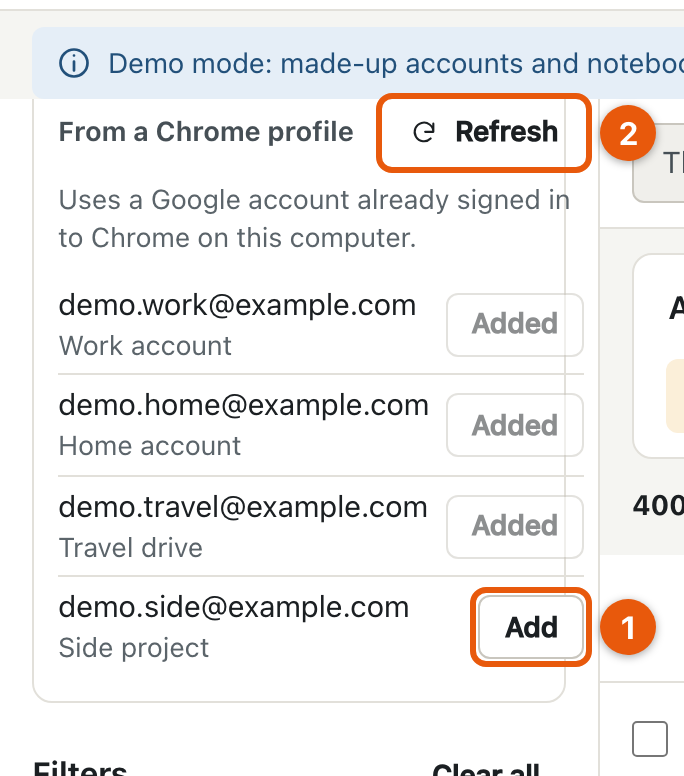 Demo mode: made-up accounts and
From a Chrome profile
Refresh
2
Uses a Google account already signed in
to Chrome on this computer.
demo.work@example.com
Added
Work account
demo.home@example.com
Added
Home account
demo.travel@example.com
Added
Travel drive
demo.side@example.com
Add
1
Side project
400
Filters
Clear all